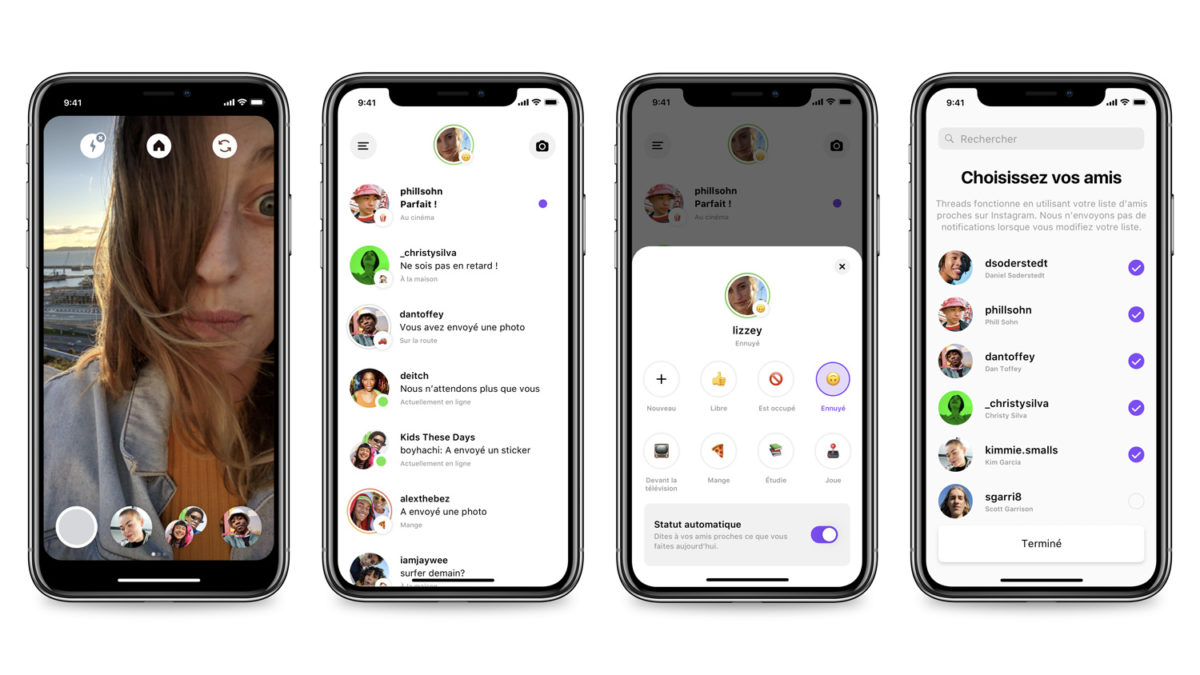 9:41
9:41
phillsohn
Parfait !
Au cinéma
_christysilva
Ne sois pas en retard !
À la maison
dantoffey
Vous avez envoyé une photo
Sur la route
deitch
Nous n'attendons plus que vous
Actuellement en ligne
Kids These Days
boyhachi: A envoyé un sticker
Actuellement en ligne
alexthebez
A envoyé une photo
Mange
iamjaywee
surfer demain?
À la maison
9:41
phillsohn
Parfait !
Au cinéma
lizzey
Ennuyé
Nouveau
Libre
Est occupé
Ennuyé
Devant la
télévision
Mange
Étudie
Joue
Statut automatique
Dites à vos amis proches ce que vous
faites aujourd'hui.
9:41
Rechercher
Choisissez vos amis
Threads fonctionne en utilisant votre liste d'amis
proches sur Instagram. Nous n'envoyons pas de
notifications lorsque vous modifiez votre liste.
dsoderstedt
Daniel Soderstedt
phillsohn
Phill Sohn
dantoffey
Dan Toffey
_christysilva
Christy Silva
kimmie.smalls
Kim Garcia
sgarri8
Scott Garrison
Terminé